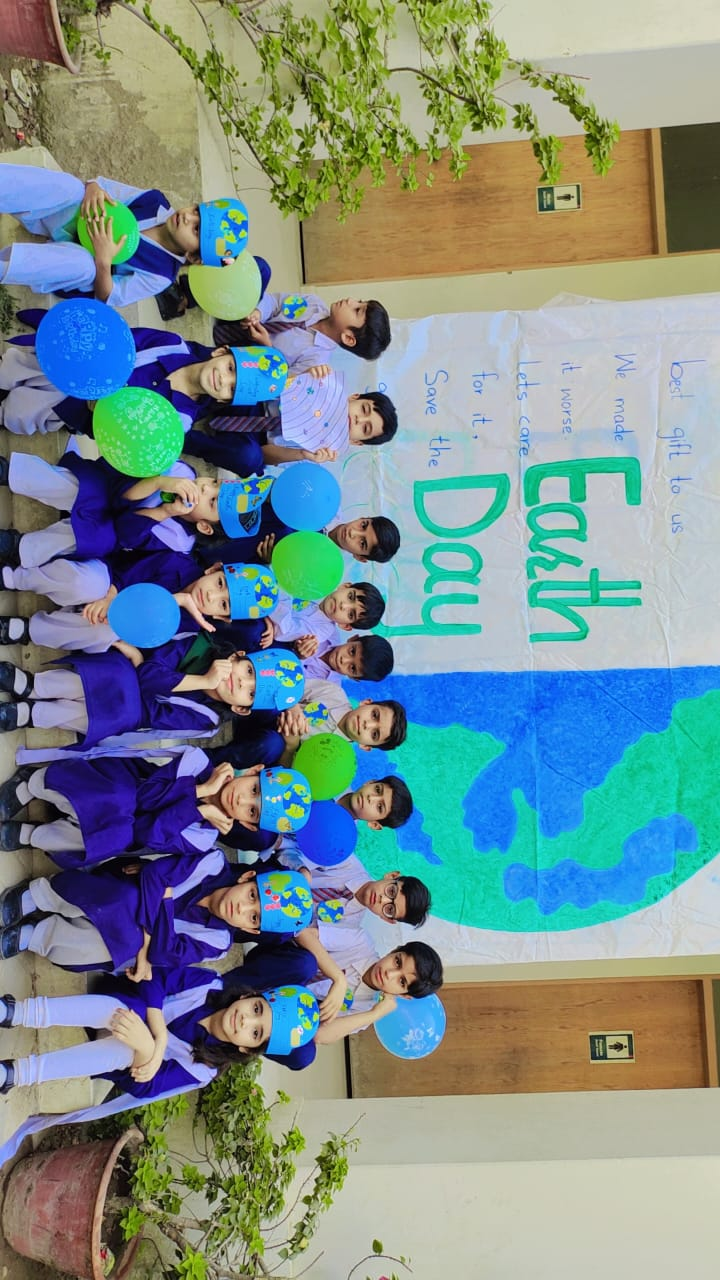 best gift to us
We made
it worse
Lets care
for it,
Save the
Earth
Day